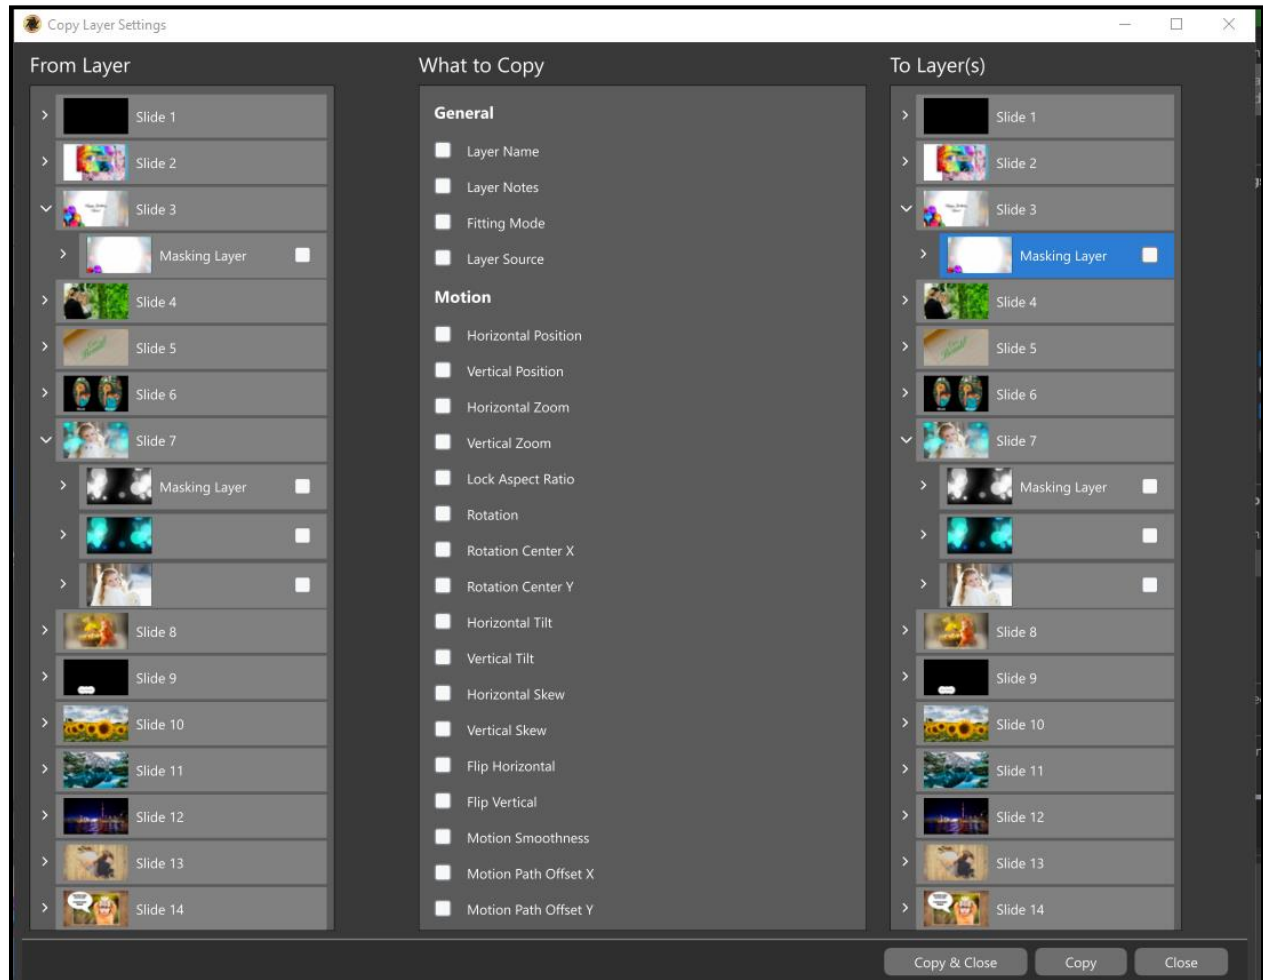 Copy Layer Settings
From Layer
Slide 1
Slide 2
Slide 3
Masking Layer
Slide 4
Slide 5
Slide 6
Slide 7
Masking Layer
Slide 8
Slide 9
Slide 10
Slide 11
Slide 12
Slide 13
Slide 14
What to Copy
General
Layer Name
Layer Notes
Fitting Mode
Layer Source
Motion
Horizontal Position
Vertical Position
Horizontal Zoom
Vertical Zoom
Lock Aspect Ratio
Rotation
Rotation Center X
Rotation Center Y
Horizontal Tilt
Vertical Tilt
Horizontal Skew
Vertical Skew
Flip Horizontal
Flip Vertical
Motion Smoothness
Motion Path Offset X
Motion Path Offset Y
To Layer(s)
Slide 1
Slide 2
Slide 3
Masking Layer
Slide 4
Slide 5
Slide 6
Slide 7
Masking Layer
Slide 8
Slide 9
Slide 10
Slide 11
Slide 12
Slide 13
Slide 14
Copy & Close
Copy
Close